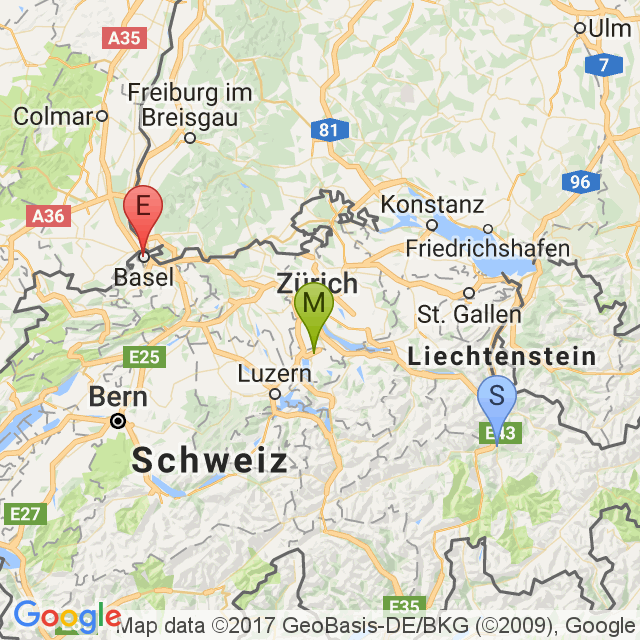 A35
Ulm
7
Freiburg im
Breisgau
Colmar
81
96
E
A36
Konstanz
Friedrichshafen
Basel
Zürich
M
St. Gallen
E25
Liechtenstein
Luzern
S
Bern
E43
Schweiz
E27
E35
Google
Map data ©2017 GeoBasis-DE/BKG (©2009), Google